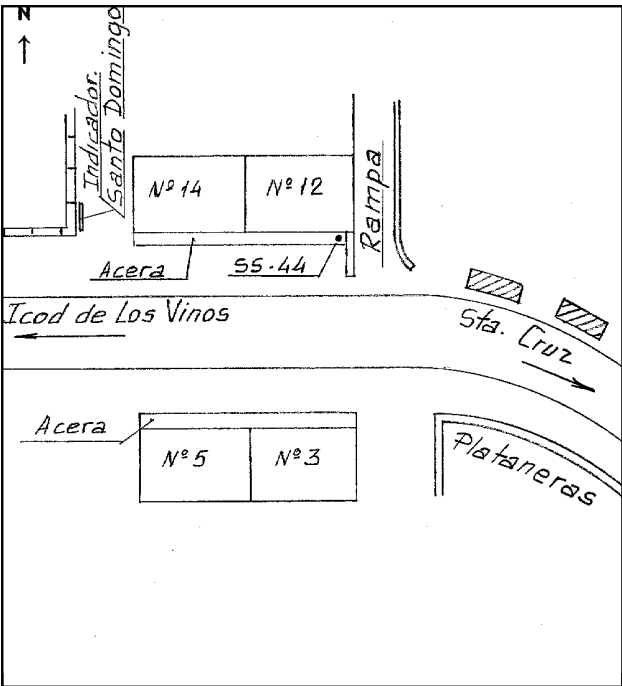 N
Indicador.
Santo Domingo
Nº 14
Nº 12
Rampa
Acera
SS.44
Icod de Los Vinos
Sta. Cruz
Acera
Nº 5
Nº 3
Plataneras